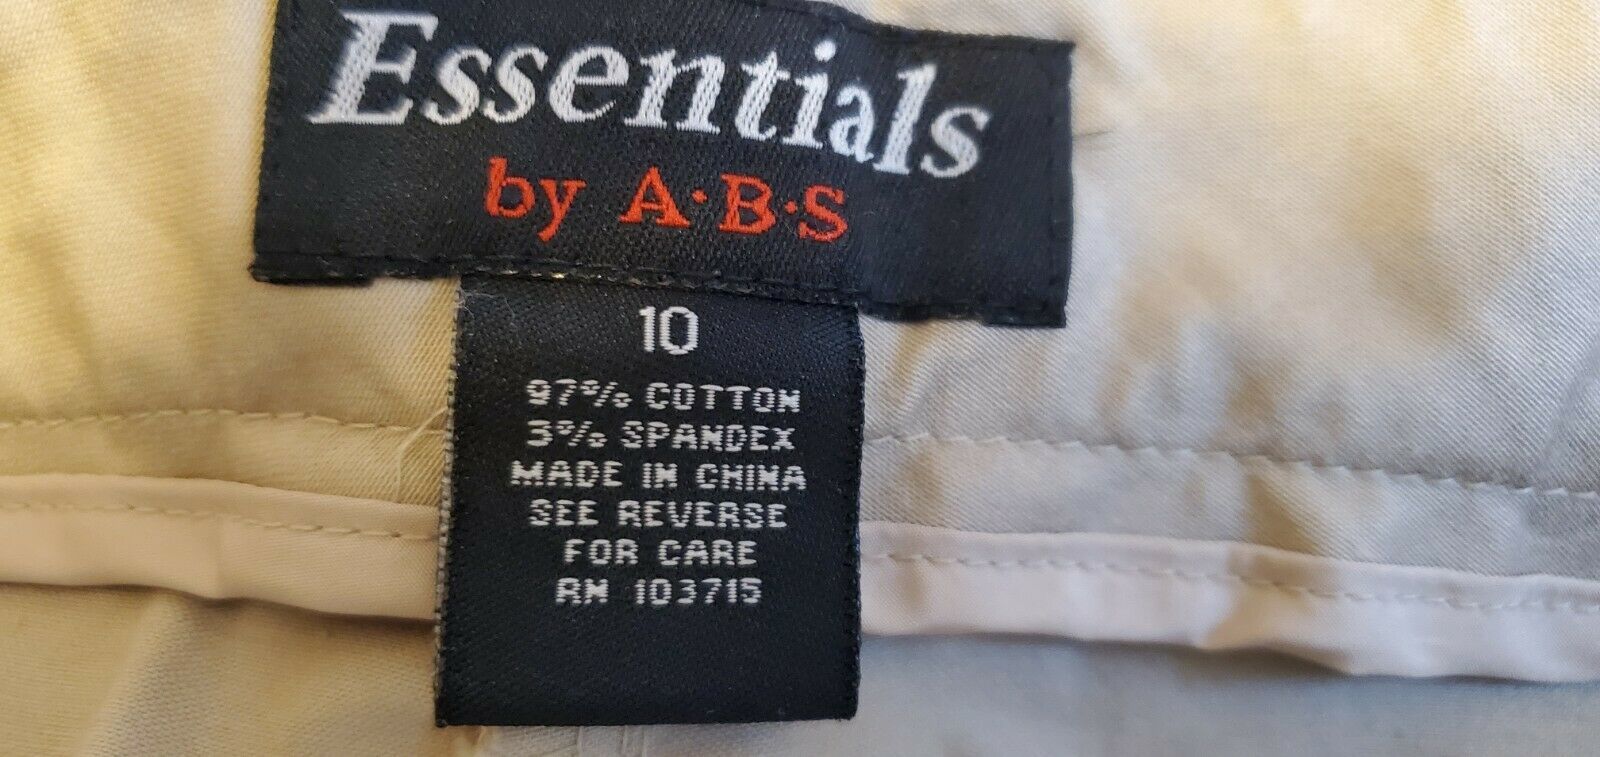 Essentials
by A·B·S
10
97% COTTON
3% SPANDEX
MADE IN CHINA
SEE REVERSE
FOR CARE
RN 103715